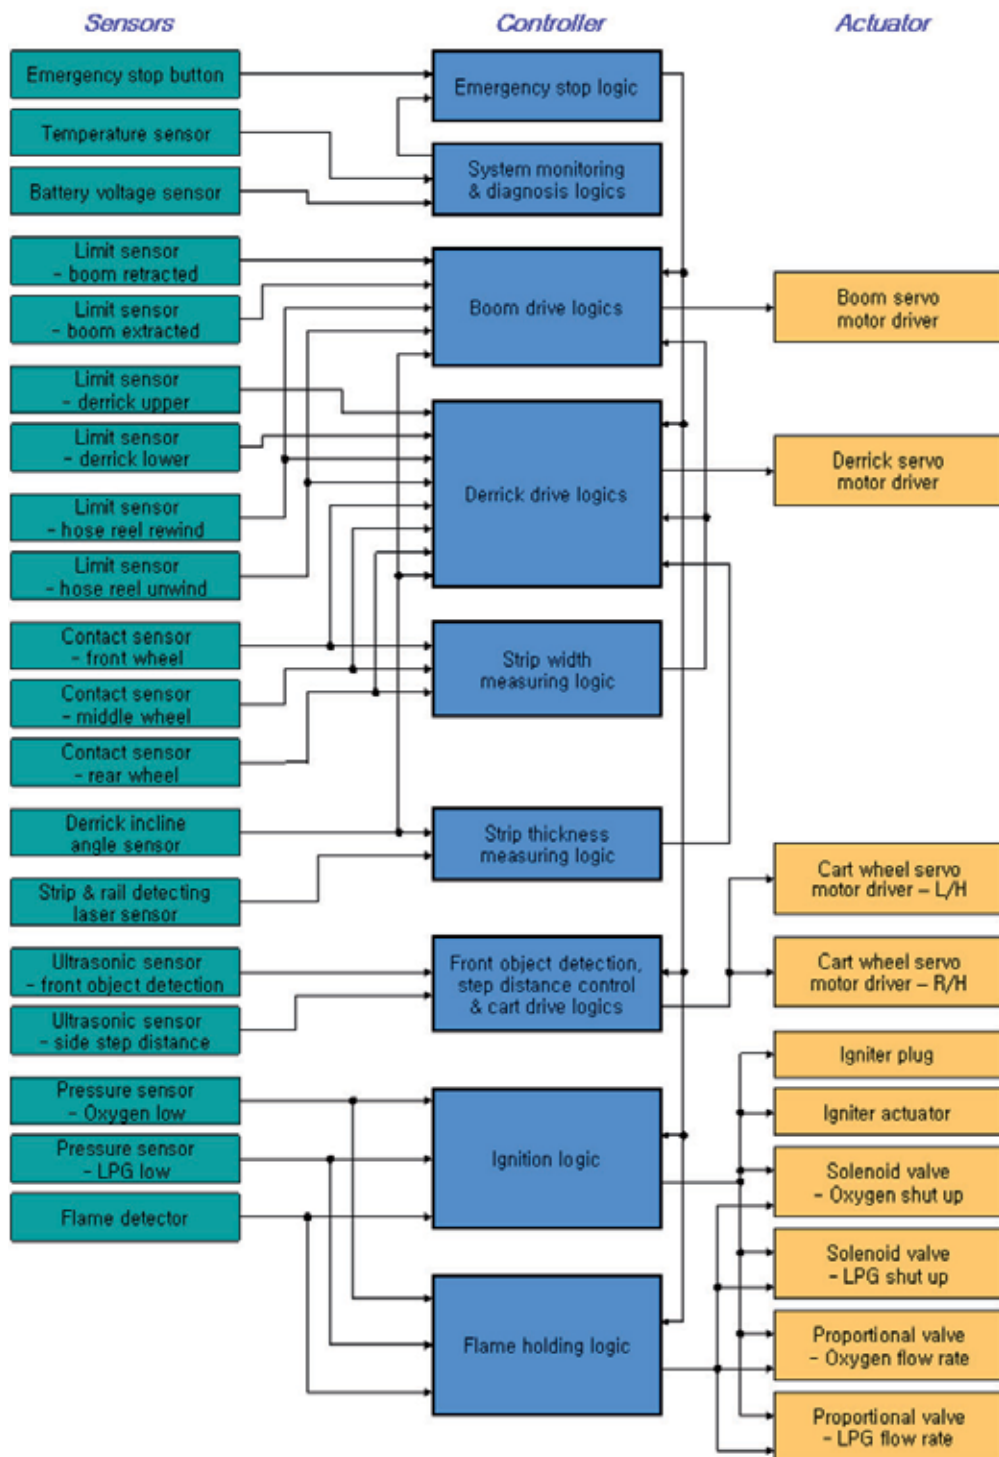 Sensors
Controller
Actuator
Emergency stop button
Temperature sensor
Battery voltage sensor
Limit sensor
- boom retracted
Limit sensor
- boom extracted
Limit sensor
- derrick upper
Limit sensor
- derrick lower
Limit sensor
- hose reel rewind
Limit sensor
- hose reel unwind
Contact sensor
- front wheel
Contact sensor
- middle wheel
Contact sensor
- rear wheel
Derrick incline
angle sensor
Strip & rail detecting
laser sensor
Ultrasonic sensor
- front object detection
Ultrasonic sensor
- side step distance
Pressure sensor
- Oxygen low
Pressure sensor
- LPG low
Flame detector
Emergency stop logic
System monitoring
& diagnosis logics
Boom drive logics
Derrick drive logics
Strip width
measuring logic
Strip thickness
measuring logic
Front object detection,
step distance control
& cart drive logics
Ignition logic
Flame holding logic
Boom servo
motor driver
Derrick servo
motor driver
Cart wheel servo
motor driver – L/H
Cart wheel servo
motor driver – R/H
Igniter plug
Igniter actuator
Solenoid valve
- Oxygen shut up
Solenoid valve
- LPG shut up
Proportional valve
- Oxygen flow rate
Proportional valve
- LPG flow rate